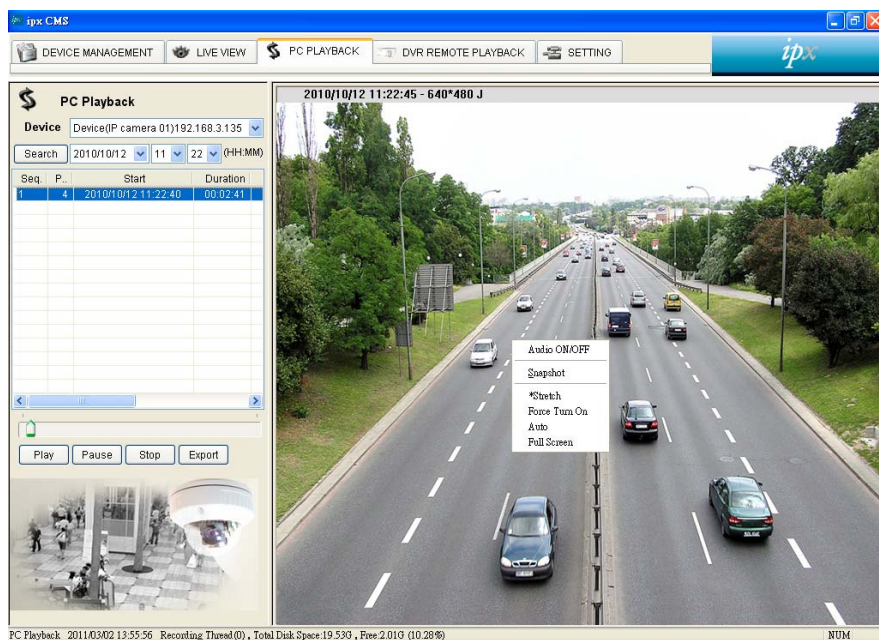 ipx CMS
DEVICE MANAGEMENT LIVE VIEW PC PLAYBACK DVR REMOTE PLAYBACK SETTING
ipx
PC Playback
Device Device(IP camera 01)192.168.3.135
Search 2010/10/12 11 22 (HH:MM)
Seq. P.. Start Duration
1 4 2010/10/12 11:22:40 00:02:41
Play Pause Stop Export
2010/10/12 11:22:45 - 640*480 J
Audio ON/OFF
Snapshot
*Stretch
Force Turn On
Auto
Full Screen
PC Playback 2011/03/02 13:55:56 Recording Thread(0) , Total Disk Space:19.53G , Free:2.01G (10.28%) NUM